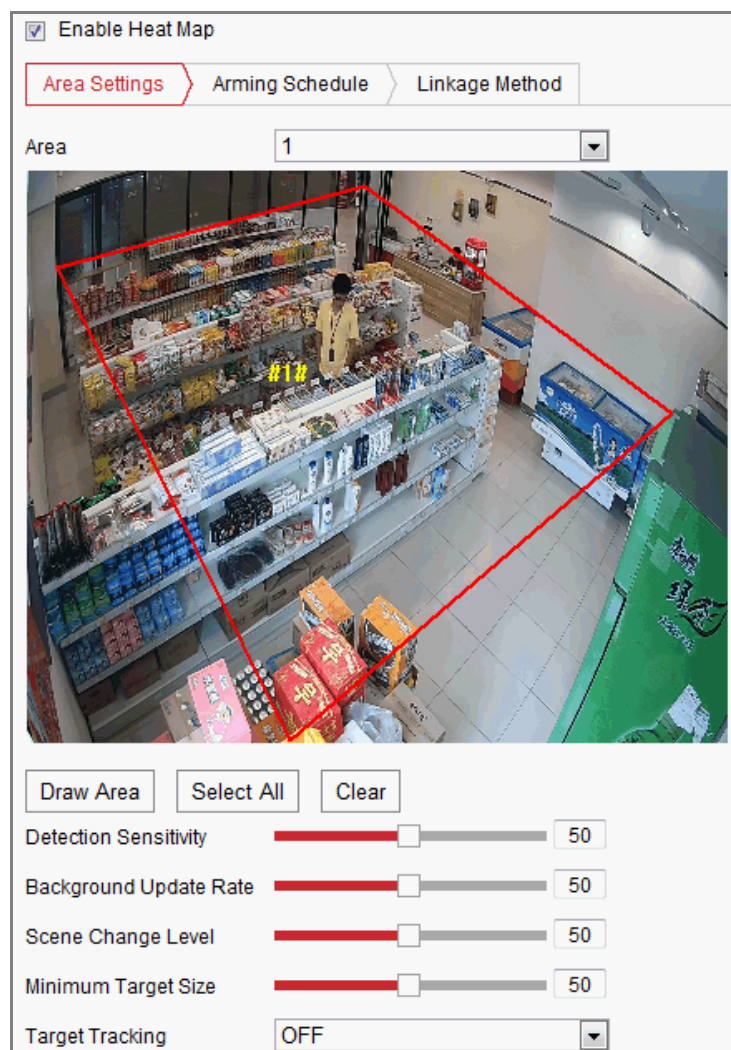 Enable Heat Map
Area Settings
Arming Schedule
Linkage Method
Area
1
#1#
Draw Area
Select All
Clear
Detection Sensitivity
50
Background Update Rate
50
Scene Change Level
50
Minimum Target Size
50
Target Tracking
OFF